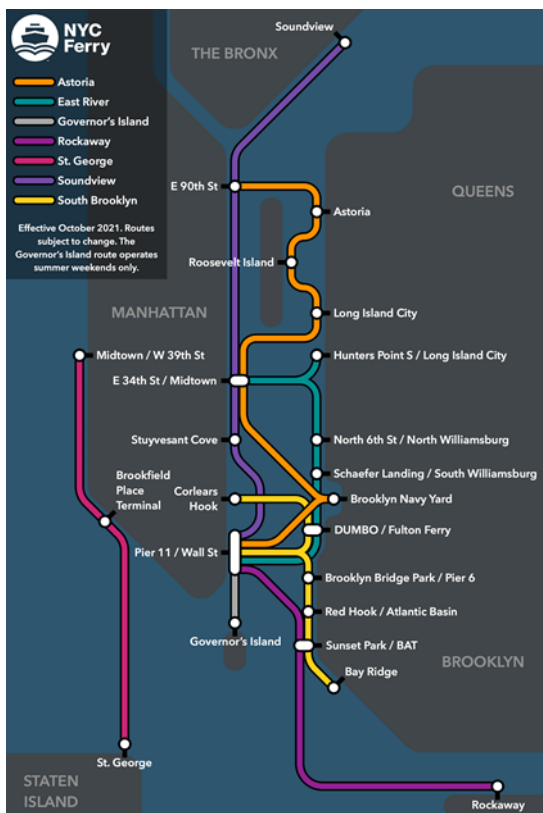 NYC
Ferry
Astoria
East River
Governor's Island
Rockaway
St. George
Soundview
South Brooklyn
Effective October 2021. Routes
subject to change. The
Governor's Island route operates
summer weekends only.
Soundview
THE BRONX
E 90th St
QUEENS
Astoria
Roosevelt Island
MANHATTAN
Long Island City
Midtown / W 39th St
Hunters Point S / Long Island City
E 34th St / Midtown
Stuyvesant Cove
North 6th St / North Williamsburg
Schaefer Landing / South Williamsburg
Brookfield
Place
Terminal
Corlears
Hook
Brooklyn Navy Yard
DUMBO / Fulton Ferry
Pier 11 / Wall St
Brooklyn Bridge Park / Pier 6
Red Hook / Atlantic Basin
Governor's Island
Sunset Park / BAT
BROOKLYN
Bay Ridge
St. George
STATEN
ISLAND
Rockaway